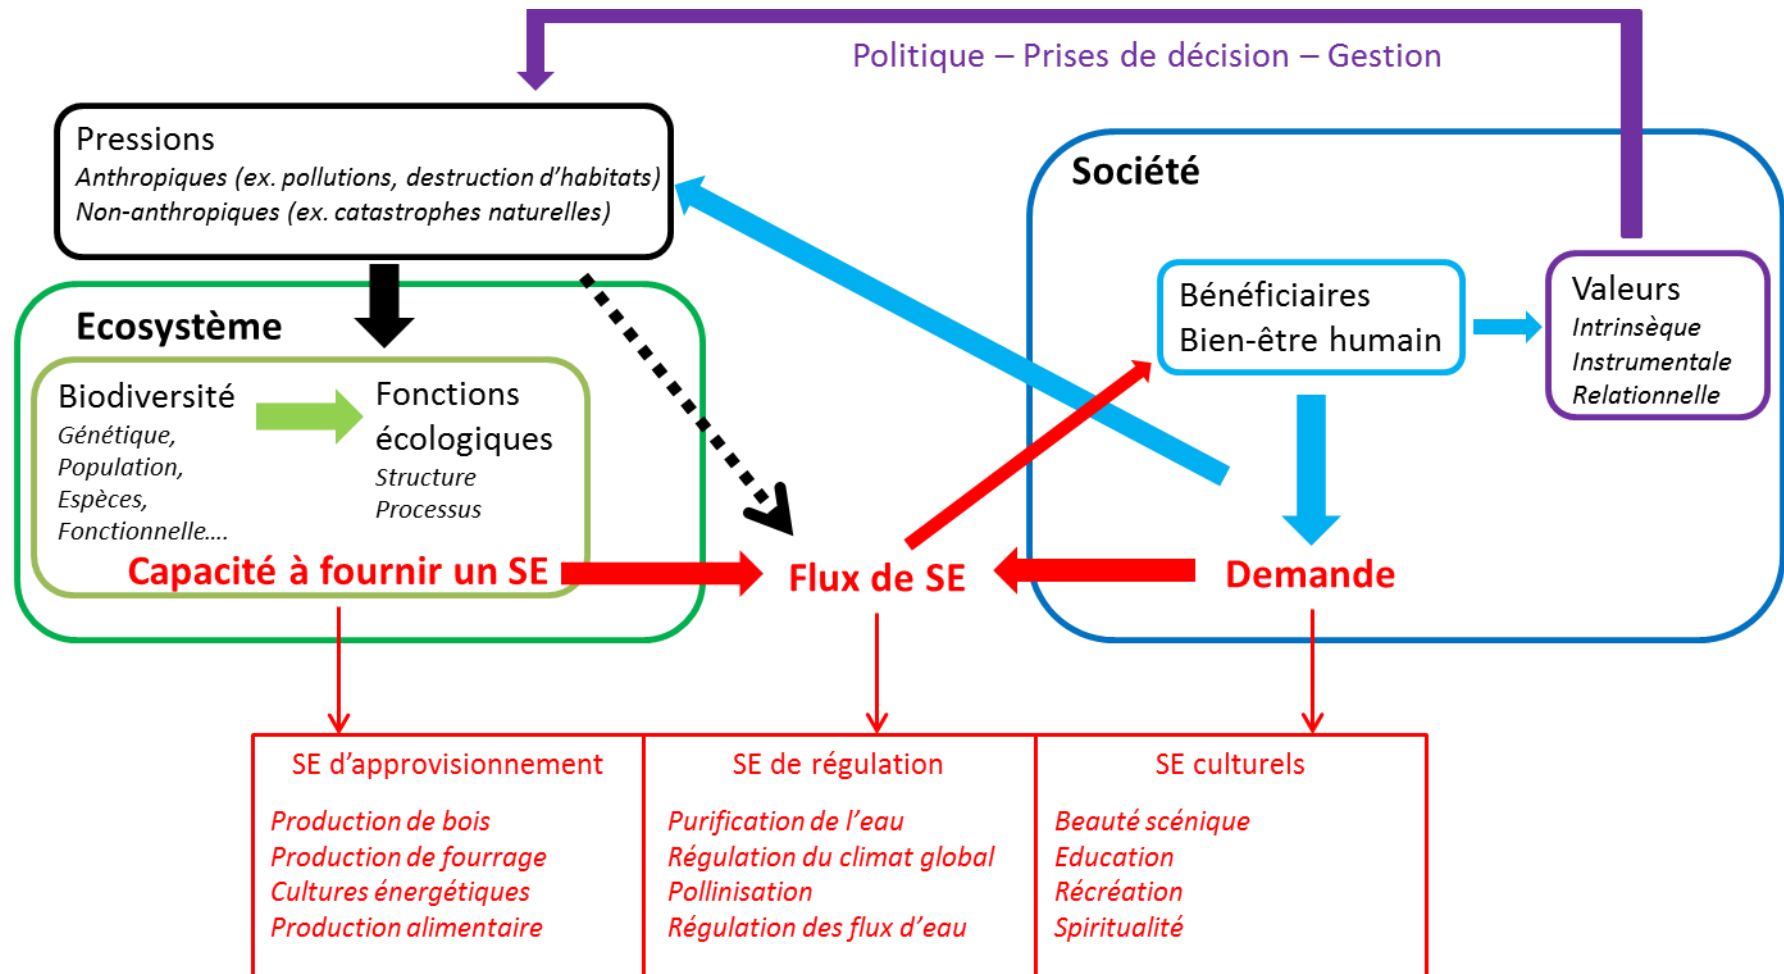 Politique – Prises de décision – Gestion
Pressions
Anthropiques (ex. pollutions, destruction d’habitats)
Non-anthropiques (ex. catastrophes naturelles)
Société
Ecosystème
Biodiversité
Génétique,
Population,
Espèces,
Fonctionnelle....
Fonctions
écologiques
Structure
Processus
Capacité à fournir un SE
Flux de SE
Bénéficiaires
Bien-être humain
Valeurs
Intrinsèque
Instrumentale
Relationnelle
Demande
SE d’approvisionnement
Production de bois
Production de fourrage
Cultures énergétiques
Production alimentaire
SE de régulation
Purification de l’eau
Régulation du climat global
Pollinisation
Régulation des flux d’eau
SE culturels
Beauté scénique
Education
Récréation
Spiritualité